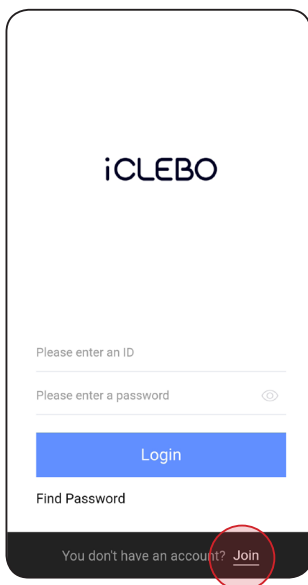 iCLEBO
Please enter an ID
Please enter a password
Login
Find Password
You don't have an account? Join